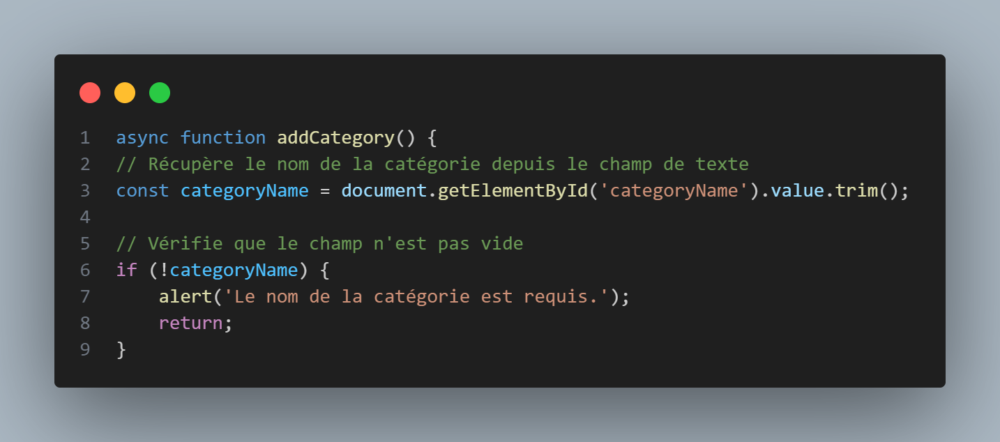 1 async function addCategory() {
2 // Récupère le nom de la catégorie depuis le champ de texte
3 const categoryName = document.getElementById('categoryName').value.trim();
4
5 // Vérifie que le champ n'est pas vide
6 if (!categoryName) {
7     alert('Le nom de la catégorie est requis.');
8     return;
9 }